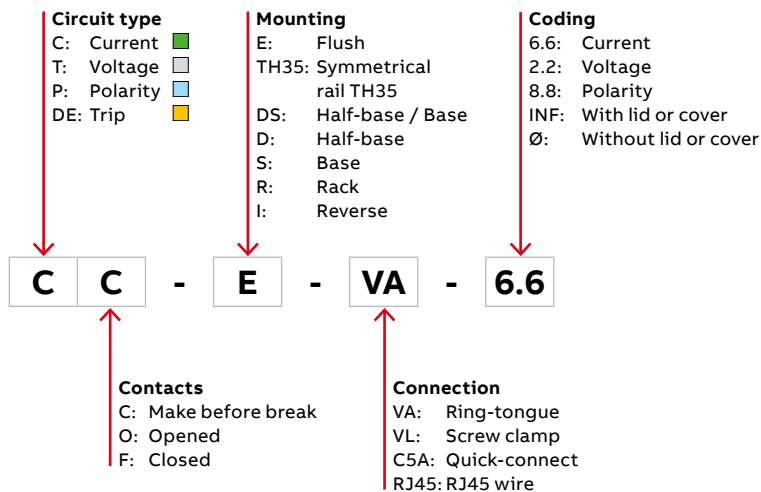 Circuit type
C: Current
T: Voltage
P: Polarity
DE: Trip
Mounting
E: Flush
TH35: Symmetrical
rail TH35
DS: Half-base / Base
D: Half-base
S: Base
R: Rack
I: Reverse
Coding
6.6: Current
2.2: Voltage
8.8: Polarity
INF: With lid or cover
Ø: Without lid or cover
C C - E - VA - 6.6
Contacts
C: Make before break
O: Opened
F: Closed
Connection
VA: Ring-tongue
VL: Screw clamp
C5A: Quick-connect
RJ45: RJ45 wire